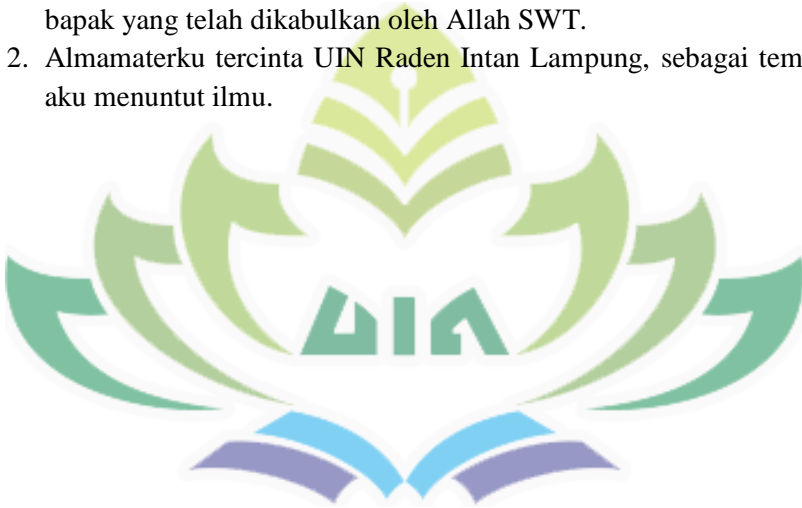 bapak yang telah dikabulkan oleh Allah SWT.
2. Almamaterku tercinta UIN Raden Intan Lampung, sebagai tem
aku menuntut ilmu.
UIN